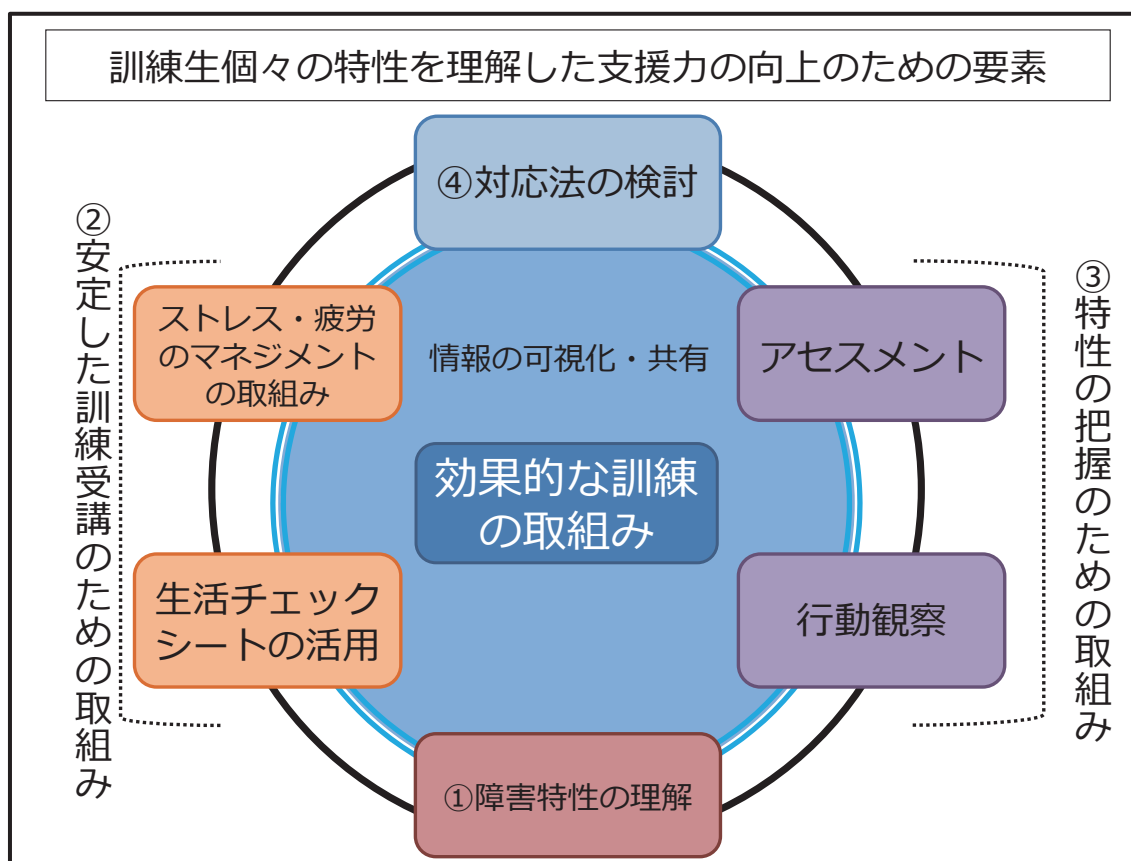 訓練生個々の特性を理解した支援力の向上のための要素
④対応法の検討
②安定した訓練受講のための取組み
ストレス・疲労
のマネジメント
の取組み
情報の可視化・共有
アセスメント
③特性の把握のための取組み
効果的な訓練
の取組み
生活チェック
シートの活用
行動観察
①障害特性の理解